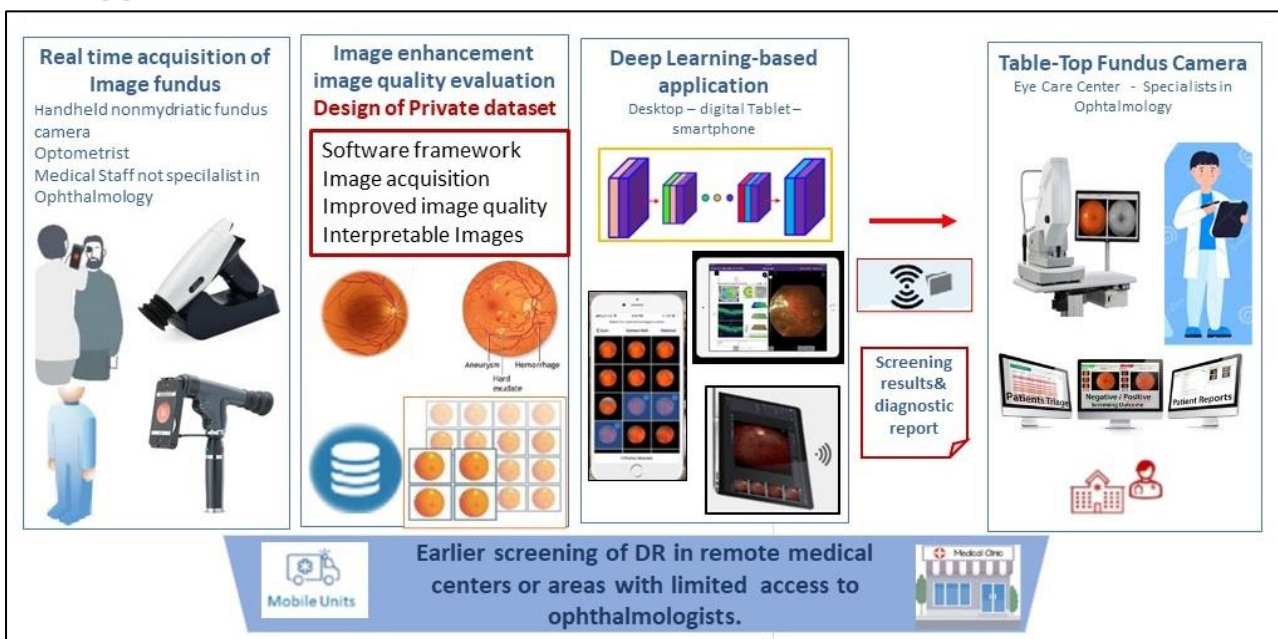 Real time acquisition of
Image fundus
Handheld nonmydriatic fundus
camera
Optometrist
Medical Staff not specilalist in
Ophthalmology
Image enhancement
image quality evaluation
Design of Private dataset
Software framework
Image acquisition
Improved image quality
Interpretable Images
Aneurysm
Hemorrhage
Hard
exudate
Deep Learning-based
application
Desktop – digital Tablet –
smartphone
Screening
results&
diagnostic
report
Table-Top Fundus Camera
Eye Care Center - Specialists in
Ophtalmology
Patients Triage
Negative / Positive
Screening Outcome
Patient Reports
Mobile Units
Earlier screening of DR in remote medical
centers or areas with limited access to
ophthalmologists.
Medical Clinic